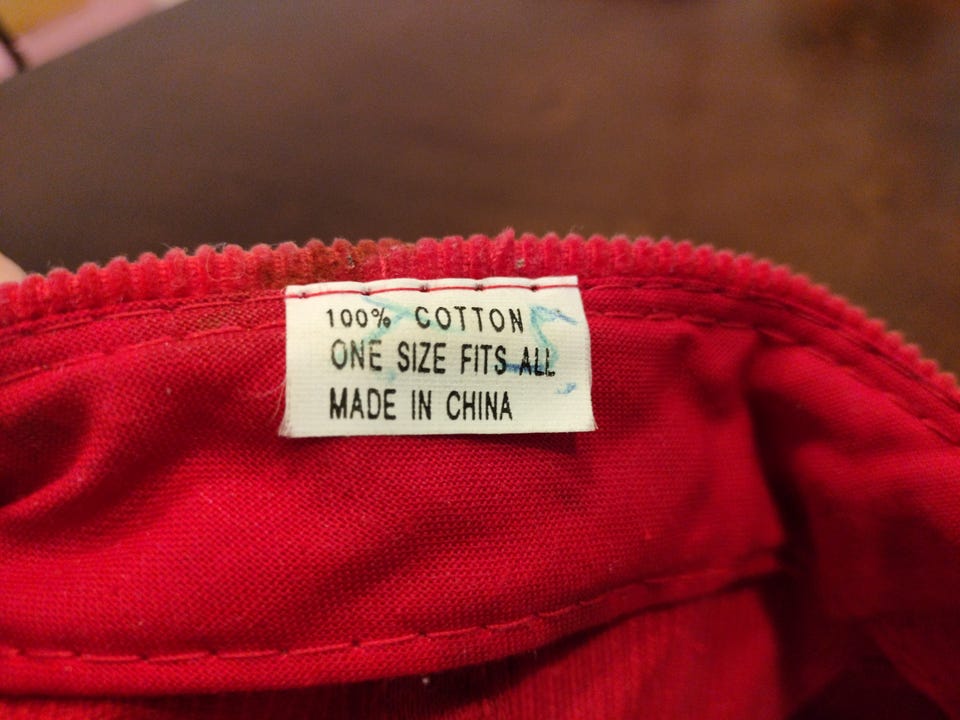 100% COTTON
ONE SIZE FITS ALL
MADE IN CHINA